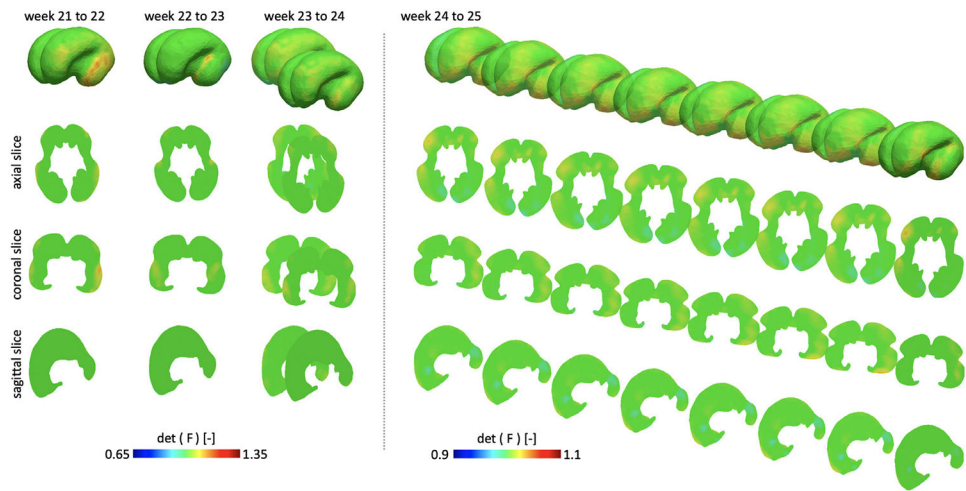 week 21 to 22
week 22 to 23
week 23 to 24
week 24 to 25
axial slice
coronal slice
sagittal slice
det ( F ) [-]
0.65
1.35
det ( F ) [-]
0.9
1.1